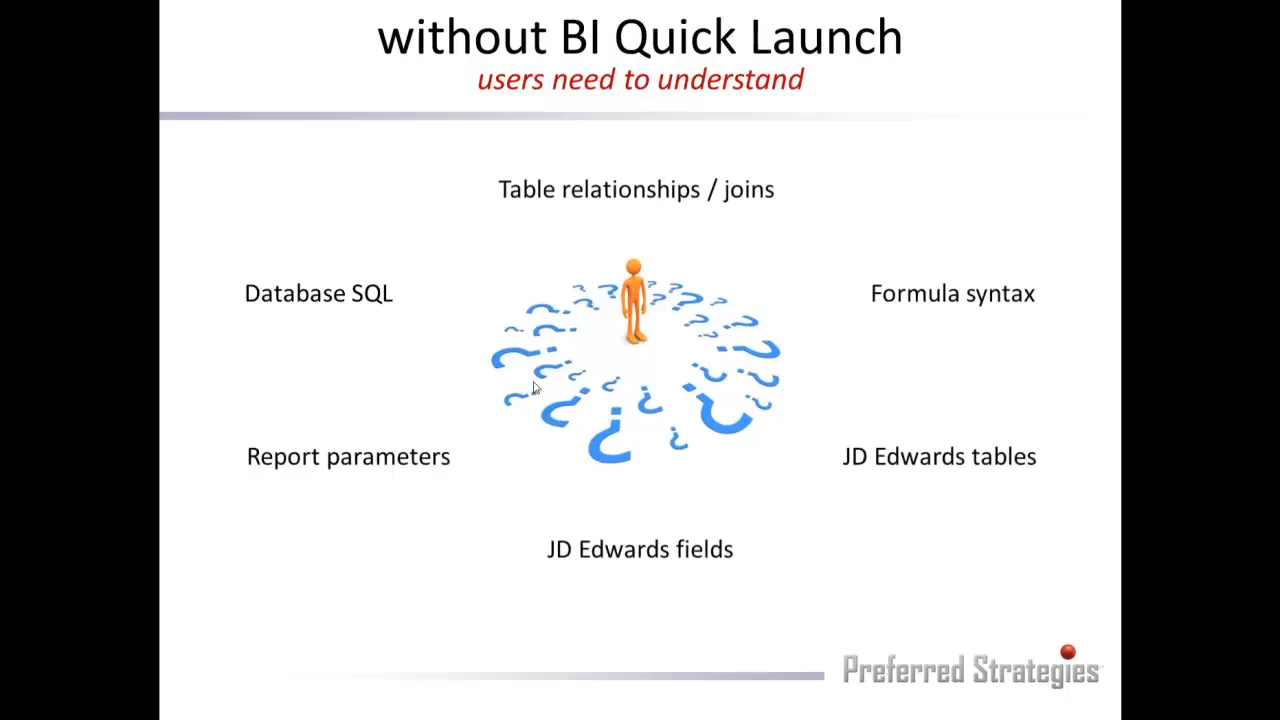 without BI Quick Launch
users need to understand
Table relationships / joins
Database SQL
Formula syntax
Report parameters
JD Edwards tables
JD Edwards fields
Preferred Strategies